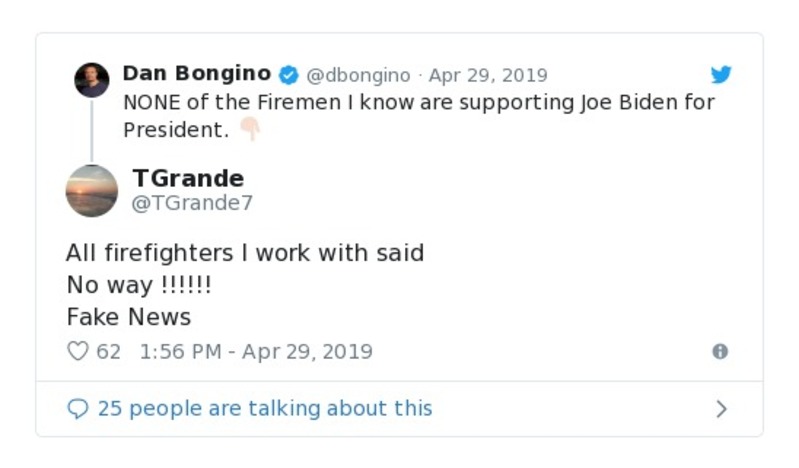 Dan Bongino @dbongino · Apr 29, 2019
NONE of the Firemen I know are supporting Joe Biden for
President. 👇🏻
TGrande
@TGrande7
All firefighters I work with said
No way !!!!!!
Fake News
62 1:56 PM - Apr 29, 2019
25 people are talking about this